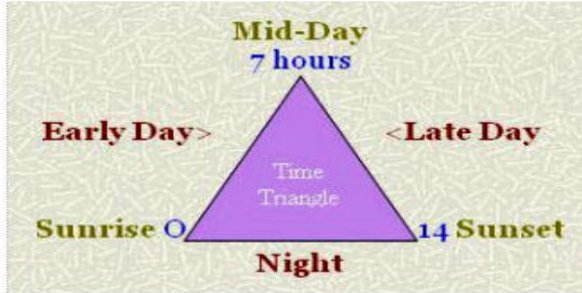 Mid-Day
7 hours
Early Day> <Late Day
Time
Triangle
Sunrise O 14 Sunset
Night